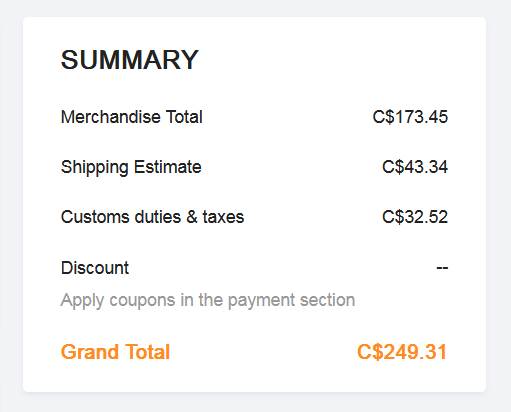 SUMMARY
Merchandise Total C$173.45
Shipping Estimate C$43.34
Customs duties & taxes C$32.52
Discount --
Apply coupons in the payment section
Grand Total C$249.31